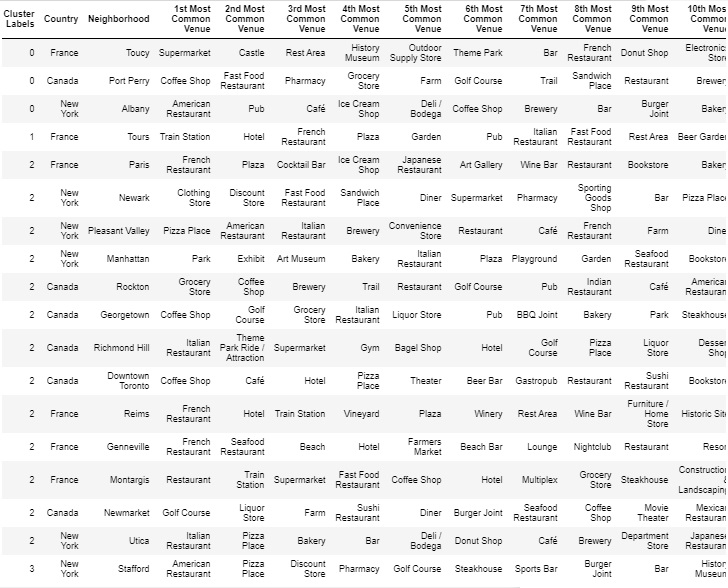 Cluster Labels Country Neighborhood 1st Most Common Venue 2nd Most Common Venue 3rd Most Common Venue 4th Most Common Venue 5th Most Common Venue 6th Most Common Venue 7th Most Common Venue 8th Most Common Venue 9th Most Common Venue 10th Most Common Venue
0 France Toucy Supermarket Castle Rest Area History Museum Outdoor Supply Store Theme Park Bar French Restaurant Donut Shop Electronic Store
0 Canada Port Perry Coffee Shop Fast Food Restaurant Pharmacy Grocery Store Farm Golf Course Trail Sandwich Place Restaurant Brewer
0 New York Albany American Restaurant Pub Café Ice Cream Shop Deli / Bodega Coffee Shop Brewery Bar Burger Joint Baker
1 France Tours Train Station Hotel French Restaurant Plaza Garden Pub Italian Restaurant Fast Food Restaurant Rest Area Beer Garde
2 France Paris French Restaurant Plaza Cocktail Bar Ice Cream Shop Japanese Restaurant Art Gallery Wine Bar Restaurant Bookstore Baker
2 New York Newark Clothing Store Discount Store Fast Food Restaurant Sandwich Place Diner Supermarket Pharmacy Sporting Goods Shop Bar Pizza Place
2 New York Pleasant Valley Pizza Place American Restaurant Italian Restaurant Brewery Convenience Store Restaurant Café French Restaurant Farm Dine
2 New York Manhattan Park Exhibit Art Museum Bakery Italian Restaurant Plaza Playground Garden Seafood Restaurant Bookstor
2 Canada Rockton Grocery Store Coffee Shop Brewery Trail Restaurant Golf Course Pub Indian Restaurant Café America Restauran
2 Canada Georgetown Coffee Shop Golf Course Grocery Store Italian Restaurant Liquor Store Pub BBQ Joint Bakery Park Steakhous
2 Canada Richmond Hill Italian Restaurant Theme Park Ride / Attraction Supermarket Gym Bagel Shop Hotel Golf Course Pizza Place Liquor Store Desser Shop
2 Canada Downtown Toronto Coffee Shop Café Hotel Pizza Place Theater Beer Bar Gastropub Restaurant Sushi Restaurant Bookstor
2 France Reims French Restaurant Hotel Train Station Vineyard Plaza Winery Rest Area Wine Bar Furniture / Home Store Historic Sit
2 France Genneville French Restaurant Seafood Restaurant Beach Hotel Farmers Market Beach Bar Lounge Nightclub Restaurant Resor
2 France Montargis Restaurant Train Station Supermarket Fast Food Restaurant Coffee Shop Hotel Multiplex Grocery Store Steakhouse Construction & Landscaping
2 Canada Newmarket Golf Course Liquor Store Farm Sushi Restaurant Diner Burger Joint Seafood Restaurant Coffee Shop Movie Theater Mexica Restauran
2 New York Utica Italian Restaurant Pizza Place Bakery Bar Deli / Bodega Donut Shop Café Brewery Department Store Japanes Restauran
3 New York Stafford American Restaurant Pizza Place Discount Store Pharmacy Golf Course Steakhouse Sports Bar Burger Joint Bar Histor Museum